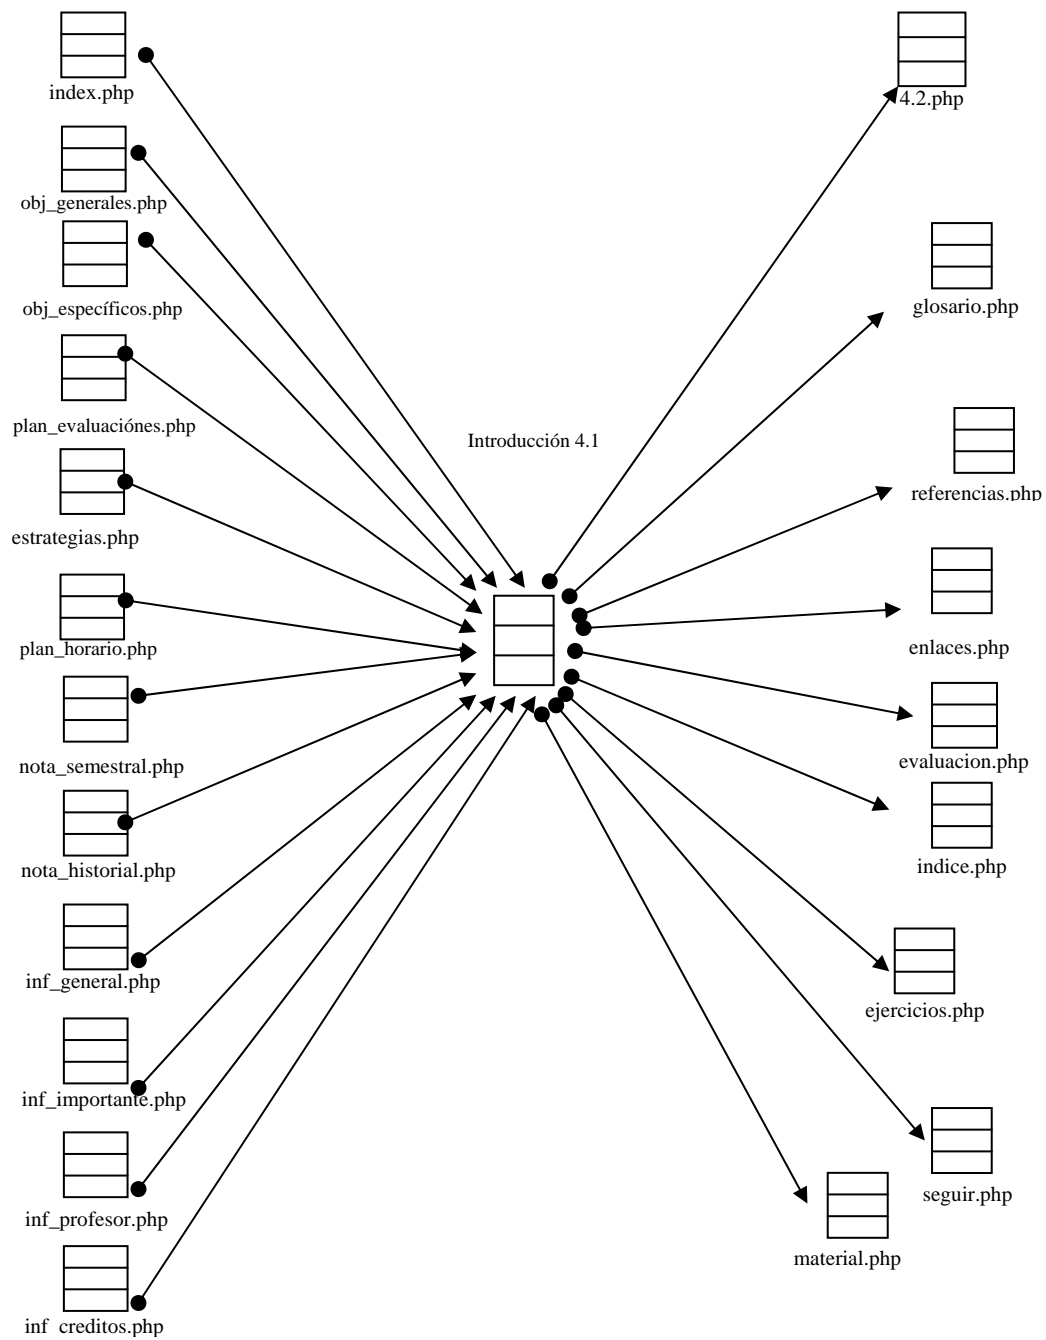 index.php
obj_generales.php
obj_específicos.php
plan_evaluaciónes.php
estrategias.php
plan_horario.php
nota_semestral.php
nota_historial.php
inf_general.php
inf_importante.php
inf_profesor.php
inf_creditos.php
Introducción 4.1
4.2.php
glosario.php
referencias.php
enlaces.php
evaluacion.php
indice.php
ejercicios.php
seguir.php
material.php